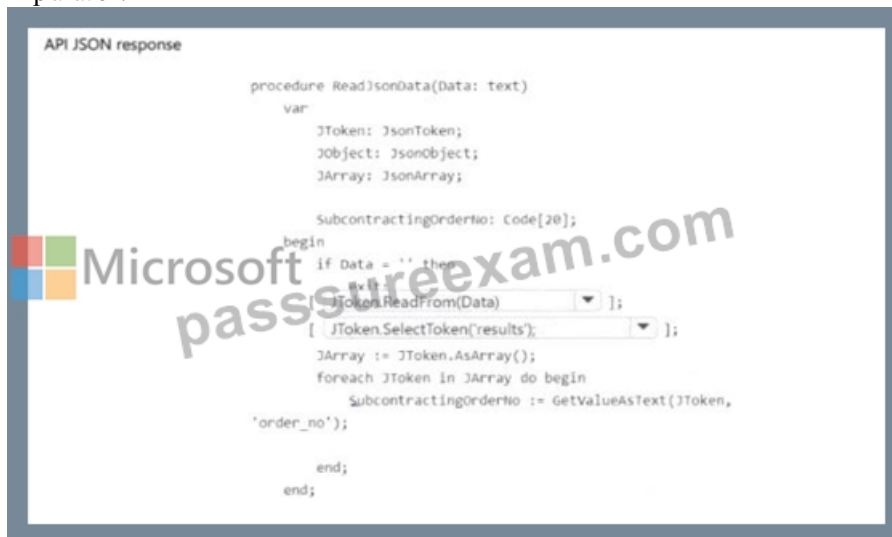 API JSON response
procedure ReadJsonData(Data: text)
var
JToken: JsonToken;
JObject: JsonObject;
JArray: JsonArray;
SubcontractingOrderNo: Code[20];
begin
if Data = '' then
exit;
[ JToken.ReadFrom(Data) ];
[ JToken.SelectToken('results'); ];
JArray := JToken.AsArray();
foreach JToken in JArray do begin
SubcontractingOrderNo := GetValueAsText(JToken,
'order_no');
end;
end;
Microsoft
passsureexam.com